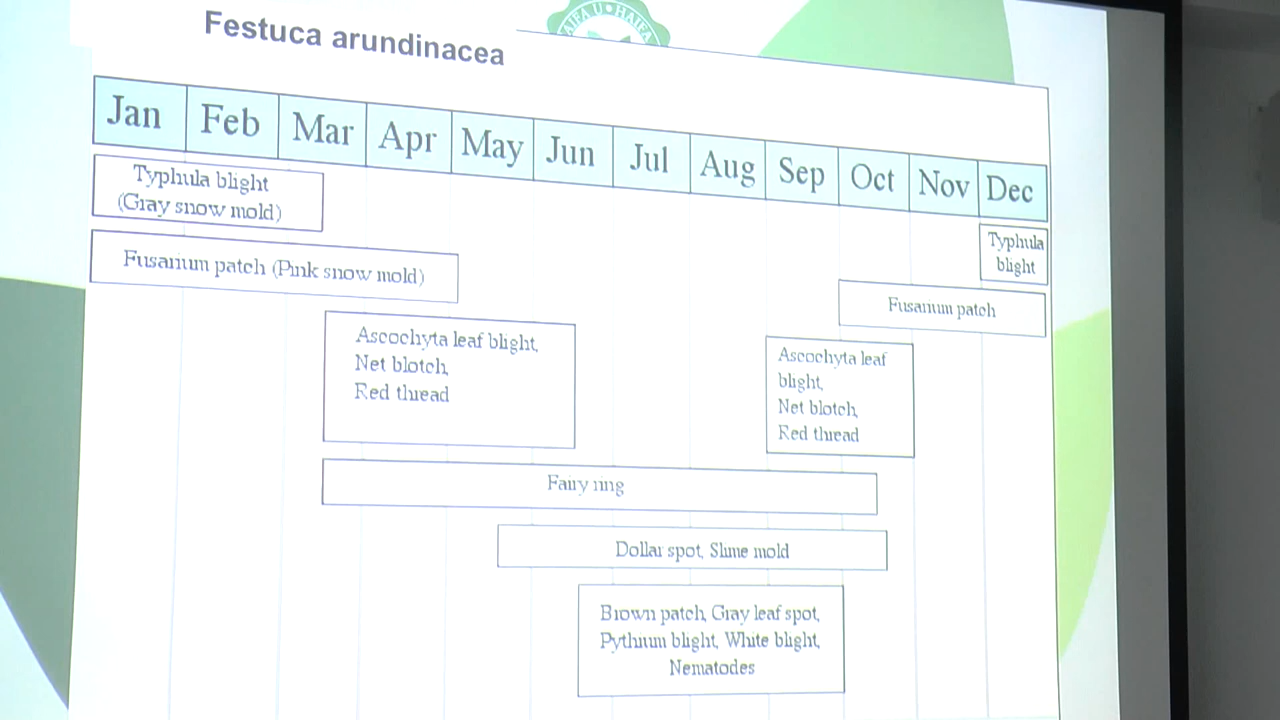 Festuca arundinacea
HAIFA U • HAIFA
Jan Feb Mar Apr May Jun Jul Aug Sep Oct Nov Dec
Typhula blight
(Gray snow mold)
Typhula
blight
Fusarium patch (Pink snow mold)
Fusarium patch
Ascochyta leaf blight,
Net blotch,
Red thread
Ascochyta leaf
blight,
Net blotch,
Red thread
Fairy ring
Dollar spot, Slime mold
Brown patch, Gray leaf spot,
Pythium blight, White blight,
Nematodes